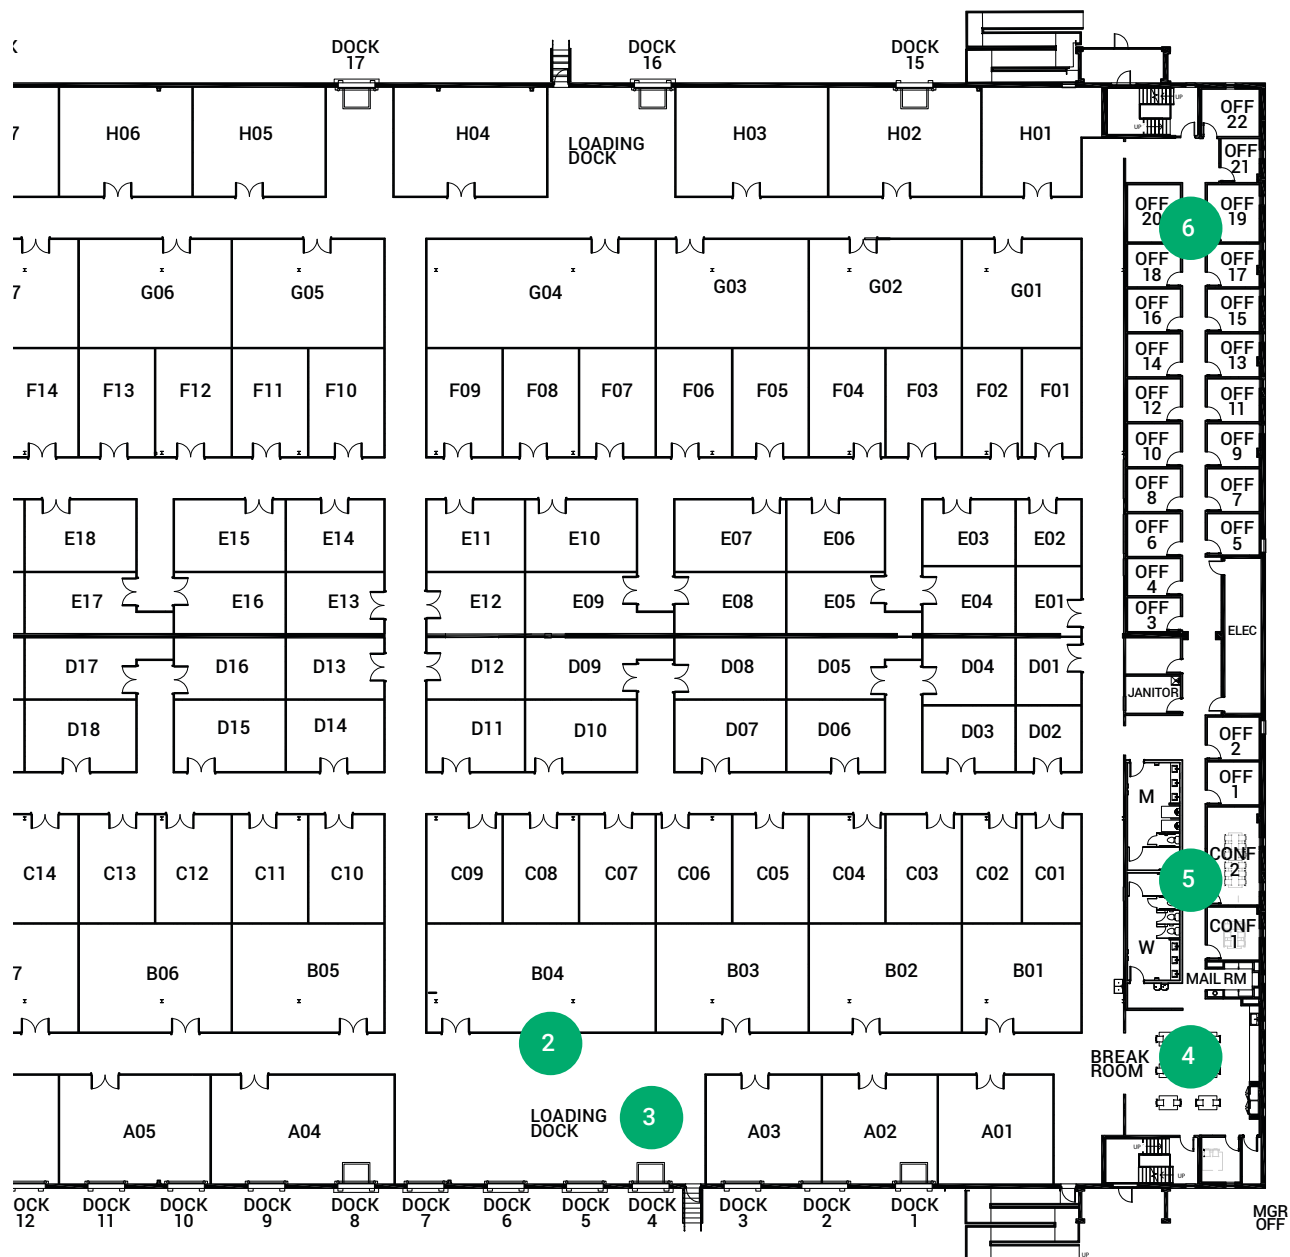 DOCK
17
DOCK
16
DOCK
15
H06
H05
H04
LOADING
DOCK
H03
H02
H01
UP
UP
OFF
22
OFF
21
OFF
20
6
OFF
19
7
G06
G05
G04
G03
G02
G01
OFF
18
OFF
17
OFF
16
OFF
15
OFF
14
OFF
13
F14
F13
F12
F11
F10
F09
F08
F07
F06
F05
F04
F03
F02
F01
OFF
12
OFF
11
OFF
10
OFF
9
OFF
8
OFF
7
OFF
6
OFF
5
E18
E15
E14
E11
E10
E07
E06
E03
E02
OFF
4
OFF
3
E17
E16
E13
E12
E09
E08
E05
E04
E01
ELEC
D17
D16
D13
D12
D09
D08
D05
D04
D01
JANITOR
D18
D15
D14
D11
D10
D07
D06
D03
D02
OFF
2
OFF
1
M
C14
C13
C12
C11
C10
C09
C08
C07
C06
C05
C04
C03
C02
C01
5
CONF
2
W
CONF
1
7
B06
B05
B04
B03
B02
B01
MAIL RM
2
BREAK
ROOM
4
LOADING
DOCK
3
A05
A04
A03
A02
A01
UP
UP
12
DOCK
11
DOCK
10
DOCK
9
DOCK
8
DOCK
7
DOCK
6
DOCK
5
DOCK
4
DOCK
3
DOCK
2
DOCK
1
MGR
OFF
UP